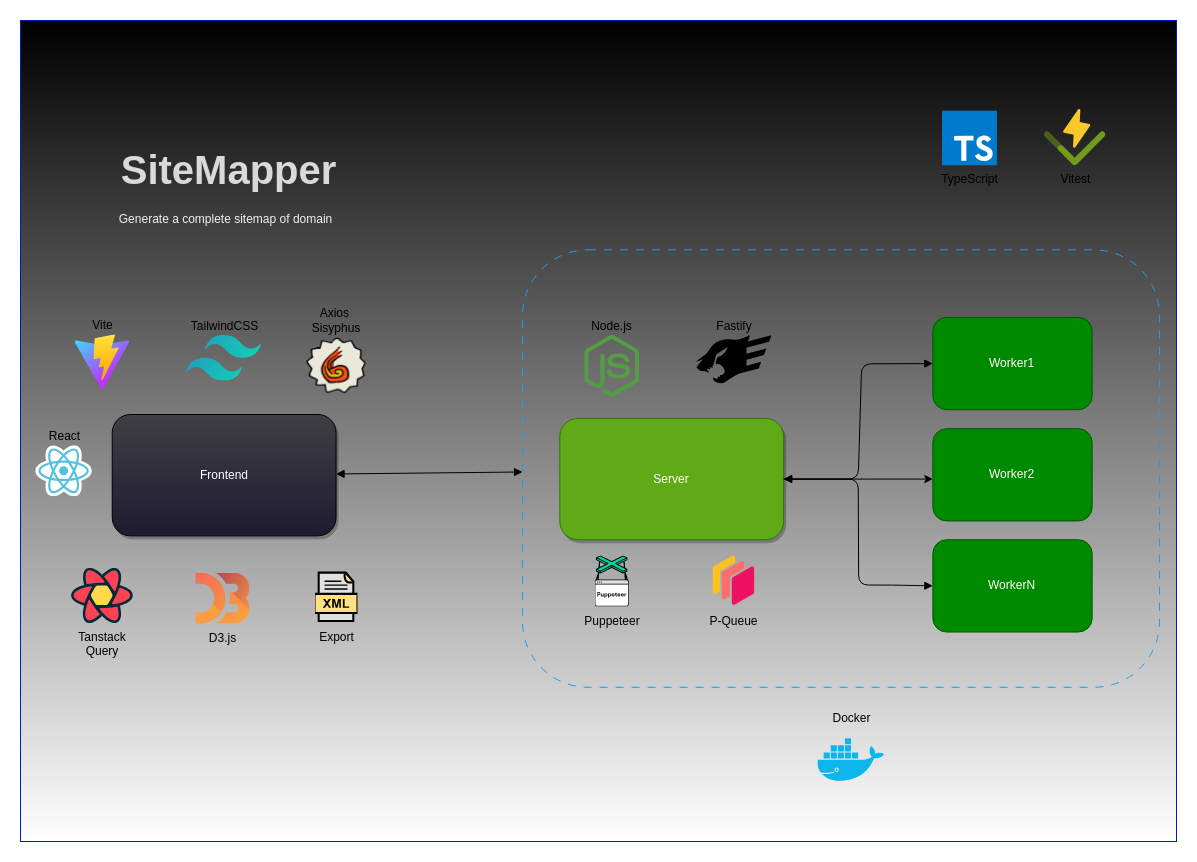 SiteMapper
Generate a complete sitemap of domain
TS
TypeScript
Vitest
Vite
TailwindCSS
Axios
Sisyphus
React
Frontend
Tanstack
Query
D3.js
XML
Export
Node.js
JS
Fastify
Server
Puppeteer
Puppeteer
P-Queue
Worker1
Worker2
WorkerN
Docker